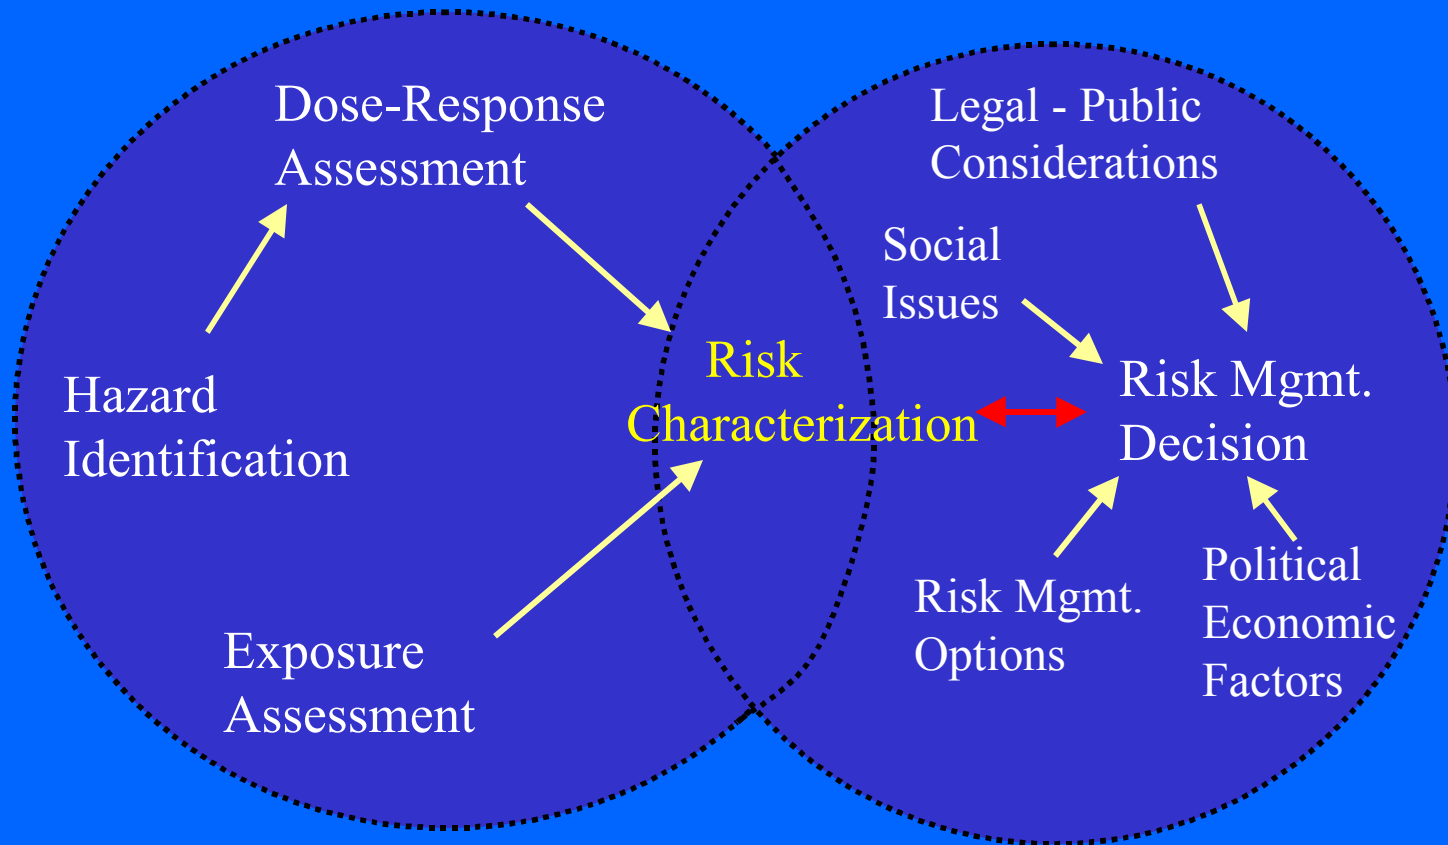 Dose-Response
Assessment
Hazard
Identification
Exposure
Assessment
Risk
Characterization
Legal - Public
Considerations
Social
Issues
Risk Mgmt.
Decision
Risk Mgmt.
Options
Political
Economic
Factors